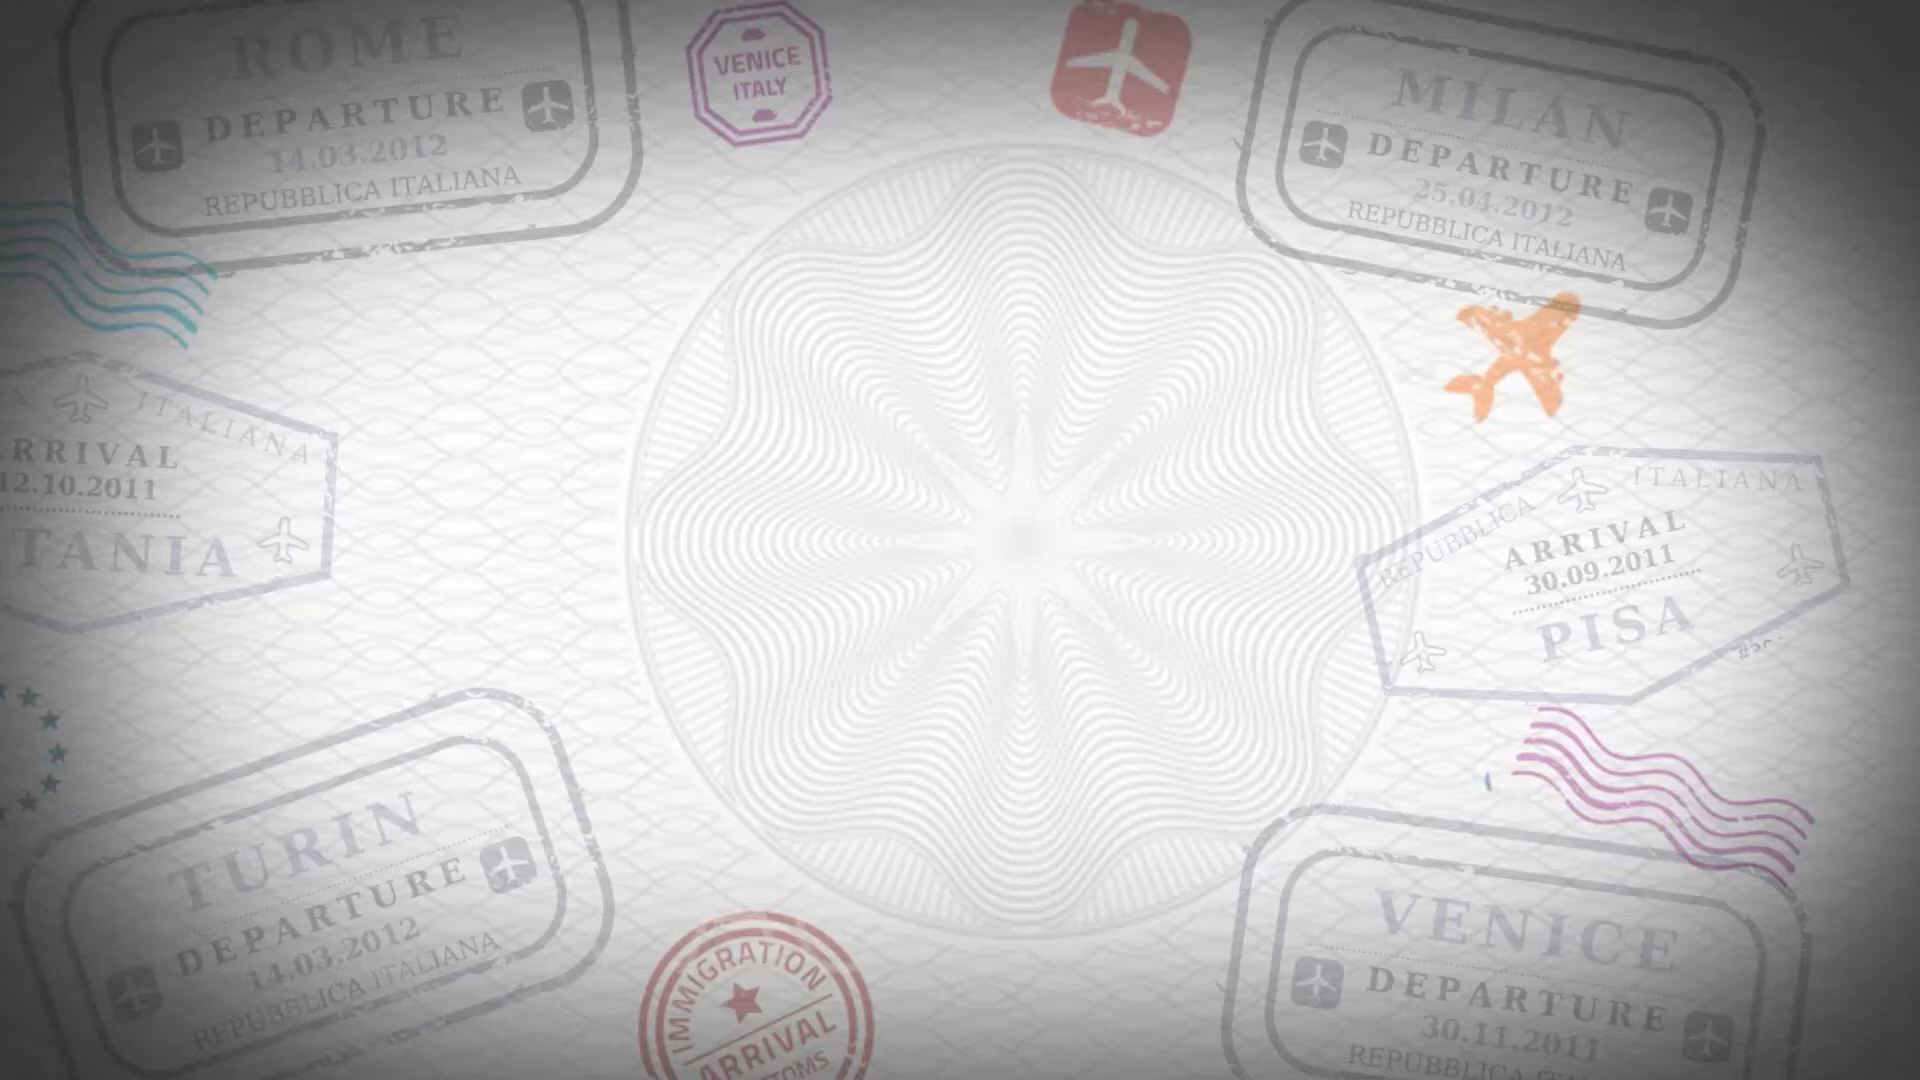 ROME
DEPARTURE
14.03.2012
REPUBBLICA ITALIANA
VENICE
ITALY
MILAN
DEPARTURE
25.04.2012
REPUBBLICA ITALIANA
ITALIANA
RRIVAL
12.10.2011
TANIA
REPUBBLICA ITALIANA
ARRIVAL
30.09.2011
PISA
TURIN
DEPARTURE
14.03.2012
REPUBBLICA ITALIANA
IMMIGRATION
ARRIVAL
TOMS
VENICE
DEPARTURE
30.11.2011
REPUBBLICA ITA